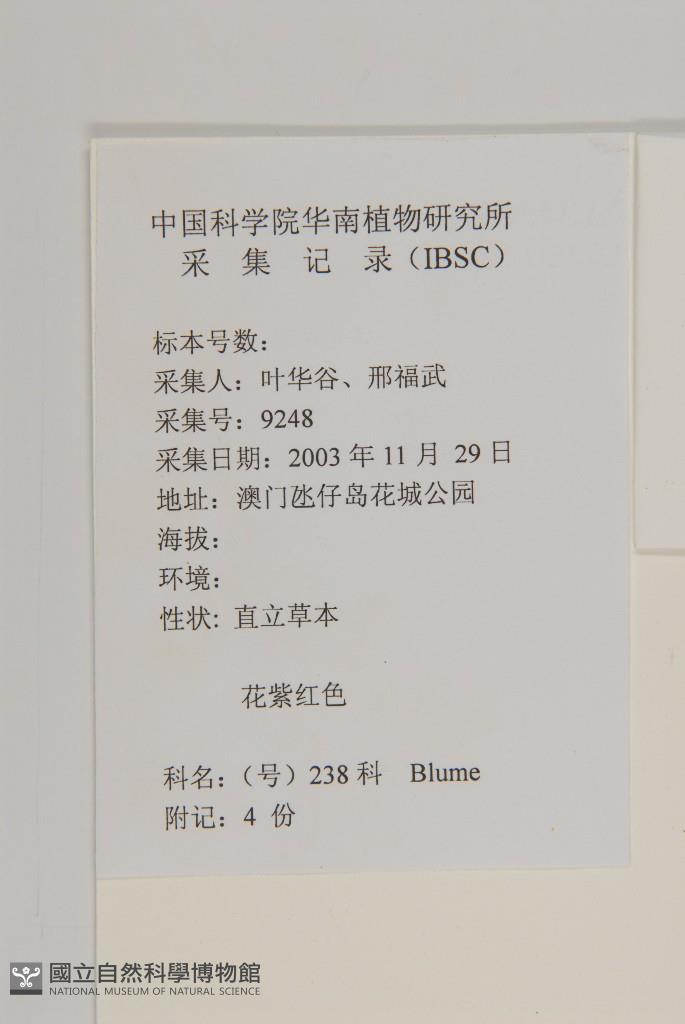 中国科学院华南植物研究所
采 集 记 录（IBSC）
标本号数：
采集人：叶华谷、邢福武
采集号：9248
采集日期：2003 年 11 月 29 日
地址：澳门氹仔岛花城公园
海拔：
环境：
性状：直立草本
花紫红色
科名：（号）238 科 Blume
附记：4 份
國立自然科學博物館
NATIONAL MUSEUM OF NATURAL SCIENCE